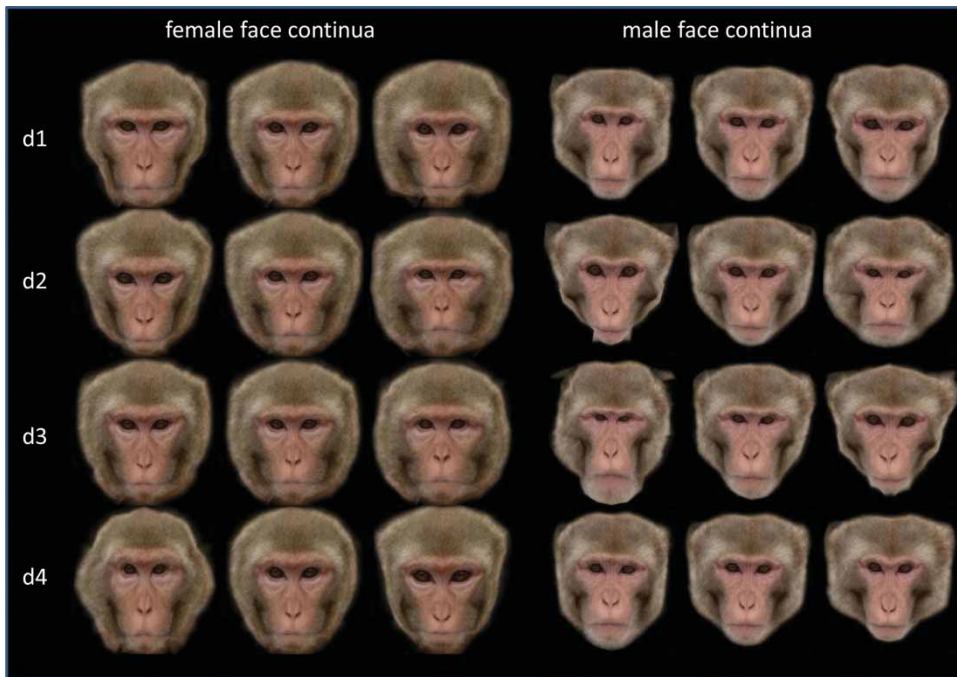 female face continua
male face continua
d1
d2
d3
d4